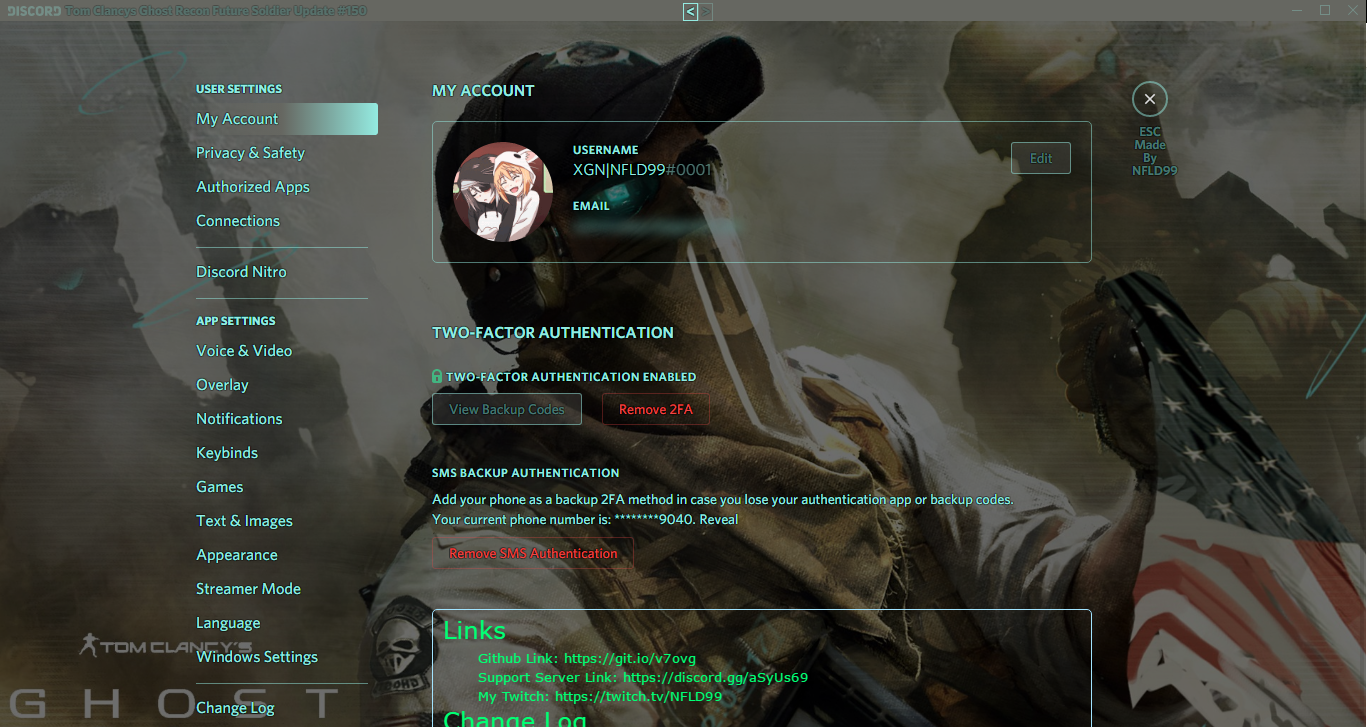 DISCORD Tom Clancys Ghost Recon Future Soldier Update #150
< >
USER SETTINGS
My Account
Privacy & Safety
Authorized Apps
Connections
Discord Nitro
APP SETTINGS
Voice & Video
Overlay
Notifications
Keybinds
Games
Text & Images
Appearance
Streamer Mode
Language
TOM CLANCY'S
Windows Settings
GHOST
Change Log
MY ACCOUNT
USERNAME
XGN|NFLD99#0001
EMAIL
Edit
ESC
Made
By
NFLD99
TWO-FACTOR AUTHENTICATION
TWO-FACTOR AUTHENTICATION ENABLED
View Backup Codes
Remove 2FA
SMS BACKUP AUTHENTICATION
Add your phone as a backup 2FA method in case you lose your authentication app or backup codes.
Your current phone number is: ********9040. Reveal
Remove SMS Authentication
Links
Github Link: https://git.io/v7ovg
Support Server Link: https://discord.gg/aSyUs69
My Twitch: https://twitch.tv/NFLD99
Change Log